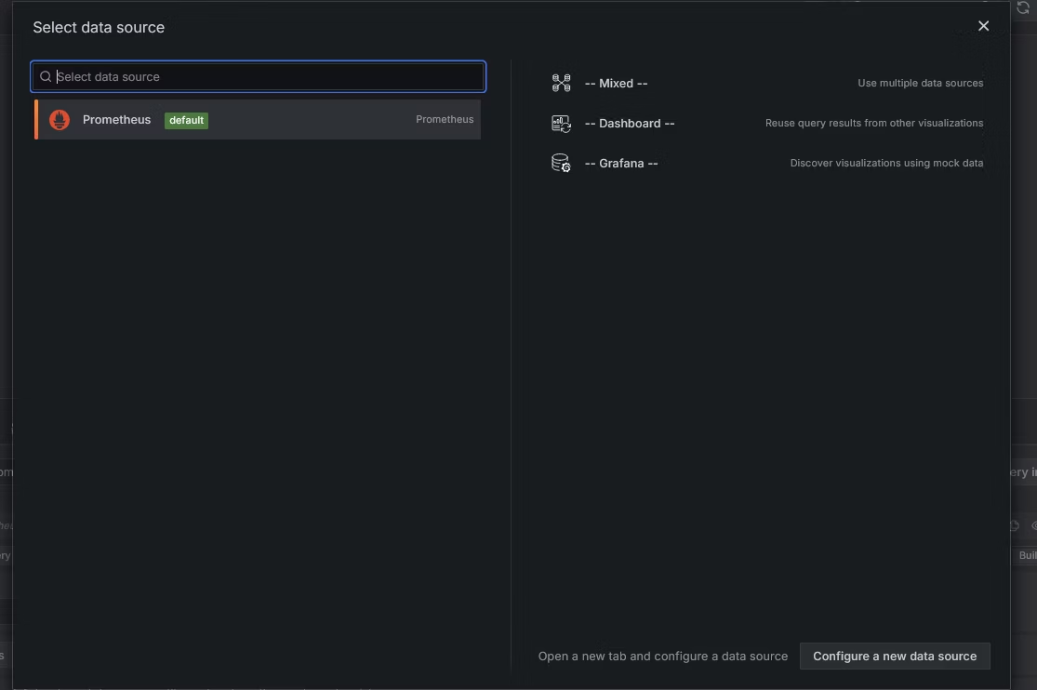 Select data source
Select data source
Prometheus default Prometheus
-- Mixed -- Use multiple data sources
-- Dashboard -- Reuse query results from other visualizations
-- Grafana -- Discover visualizations using mock data
Open a new tab and configure a data source Configure a new data source